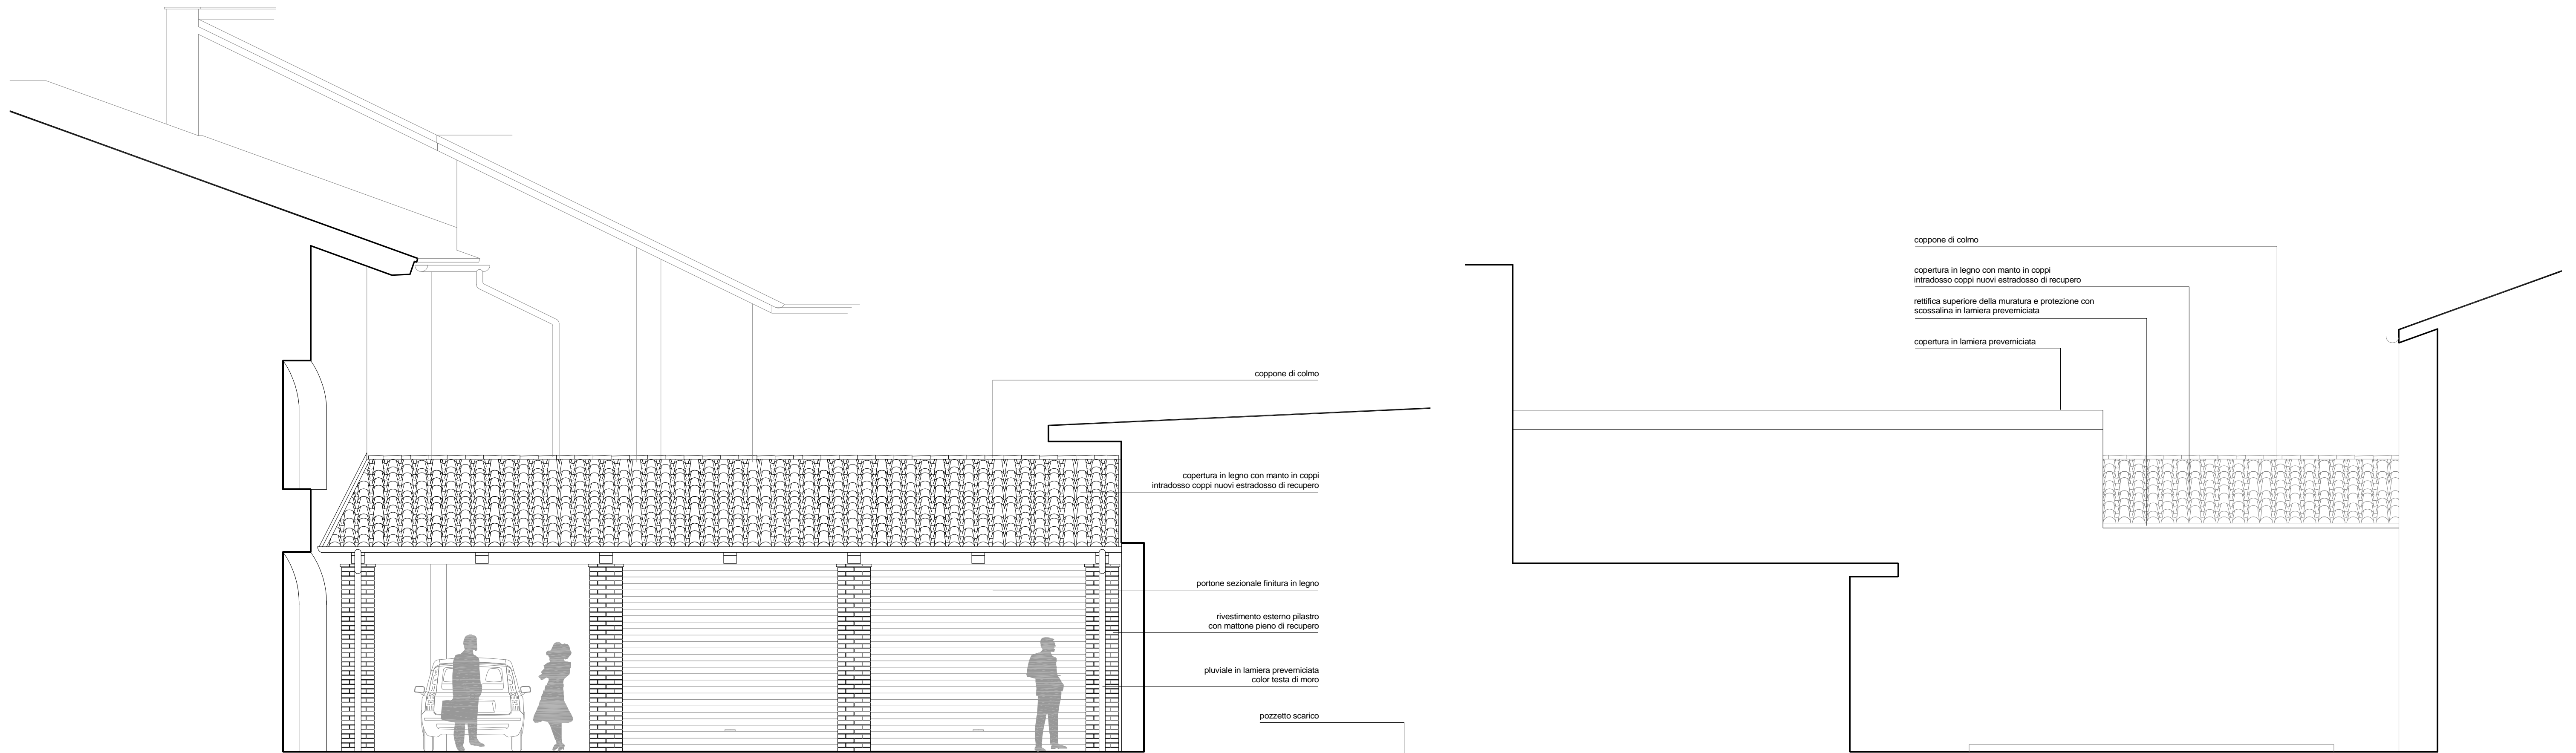 coppone di colmo
copertura in legno con manto in coppi
intradosso coppi nuovi estradosso di recupero
portone sezionale finitura in legno
rivestimento esterno pilastro
con mattone pieno di recupero
pluviale in lamiera preverniciata
color testa di moro
pozzetto scarico
coppone di colmo
copertura in legno con manto in coppi
intradosso coppi nuovi estradosso di recupero
rettifica superiore della muratura e protezione con
scossalina in lamiera preverniciata
copertura in lamiera preverniciata